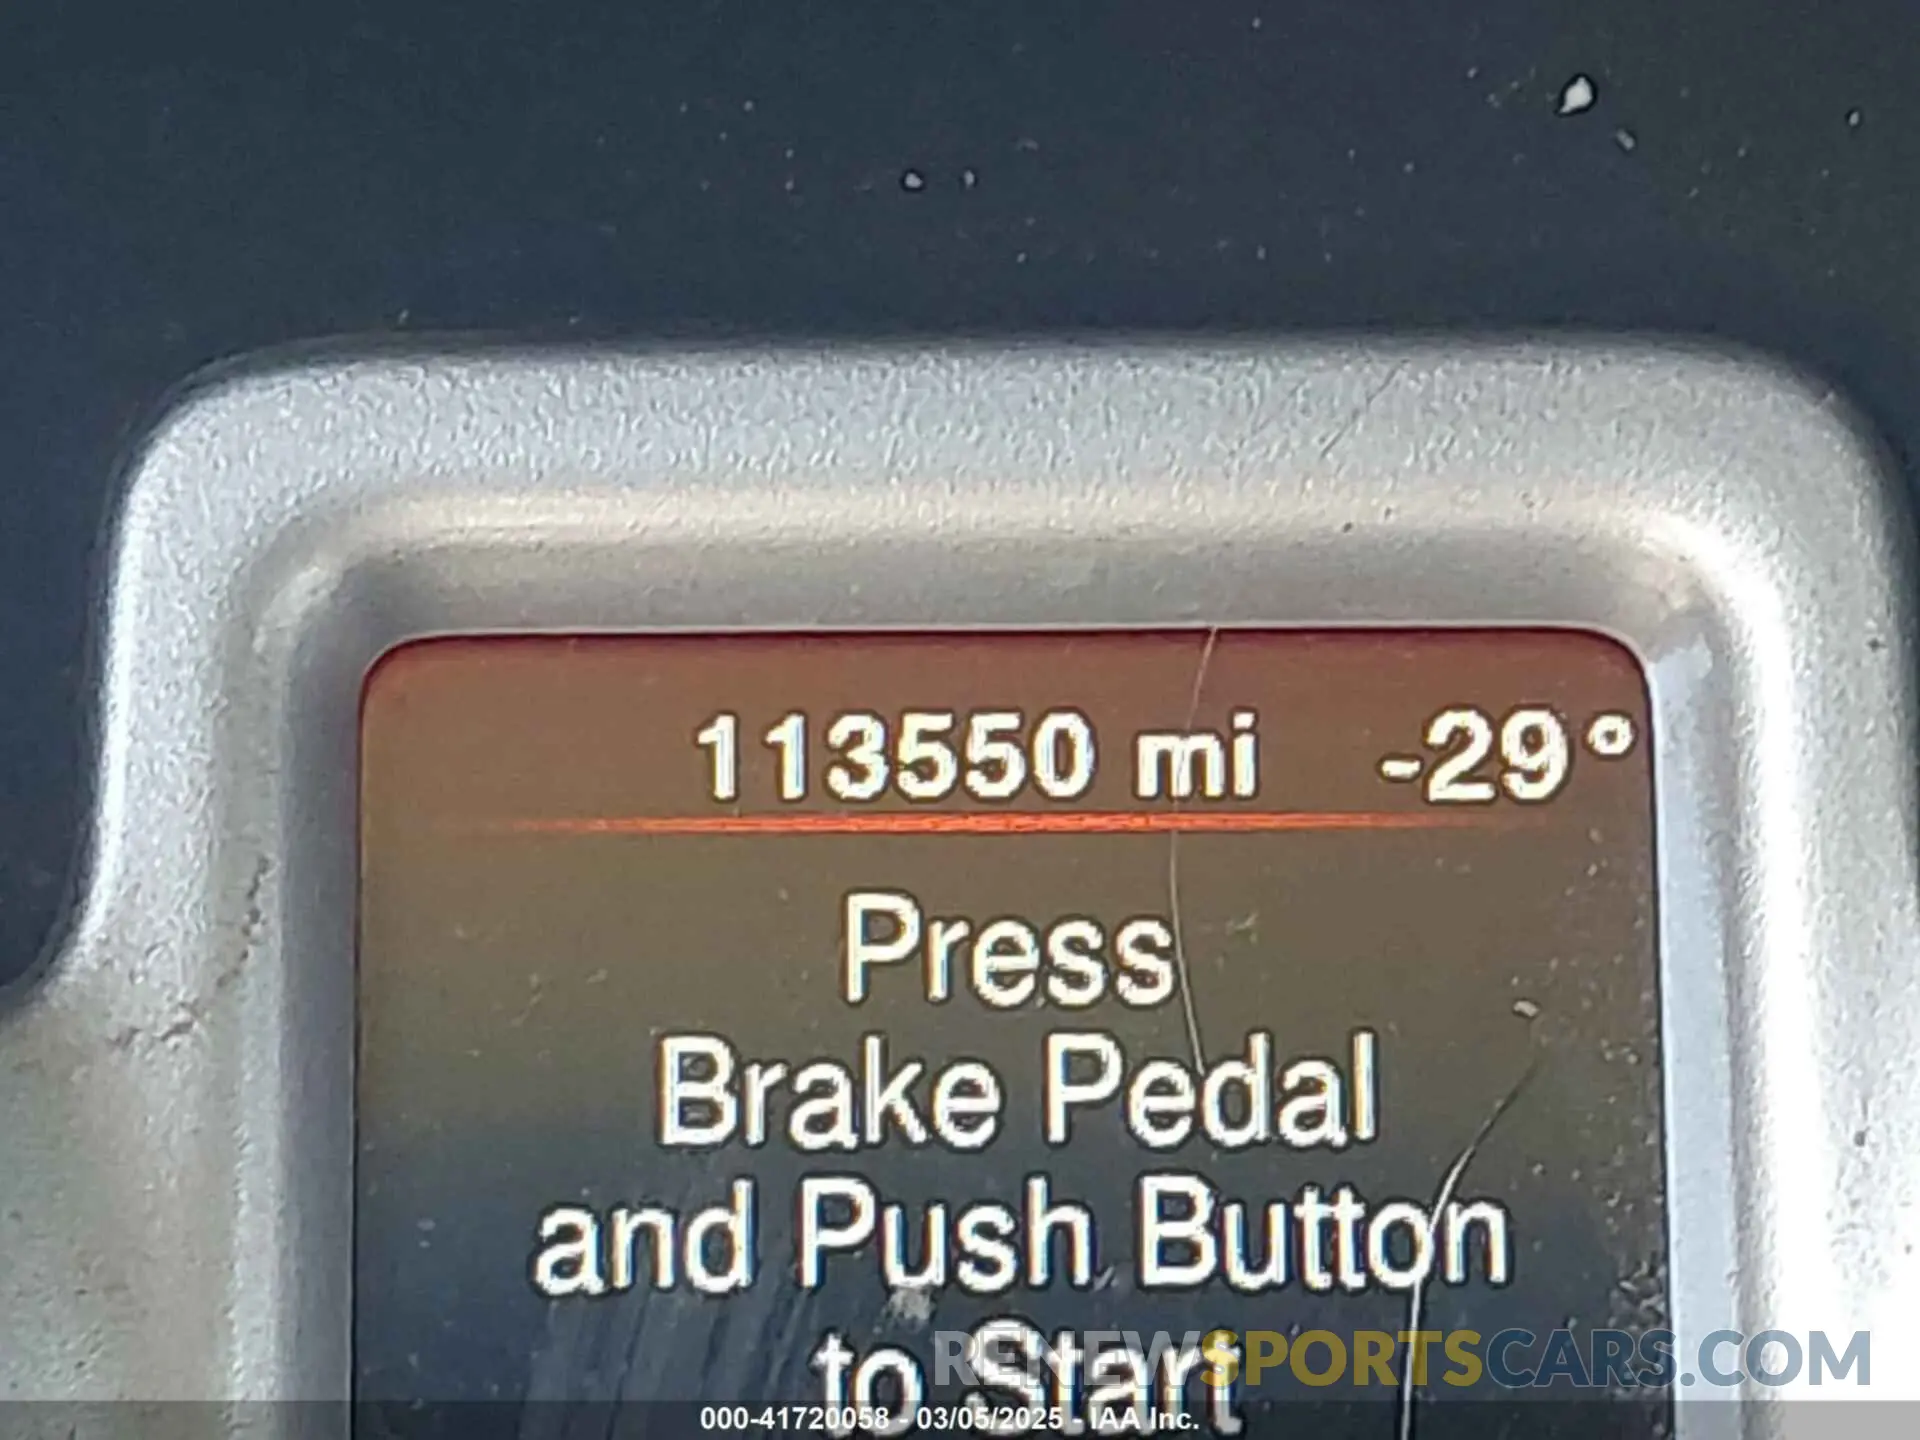 113550 mi -29°
Press
Brake Pedal
and Push Button
to Start
RENEWSPORTSCARS.COM
000-41720058 - 03/05/2025 - IAA Inc.